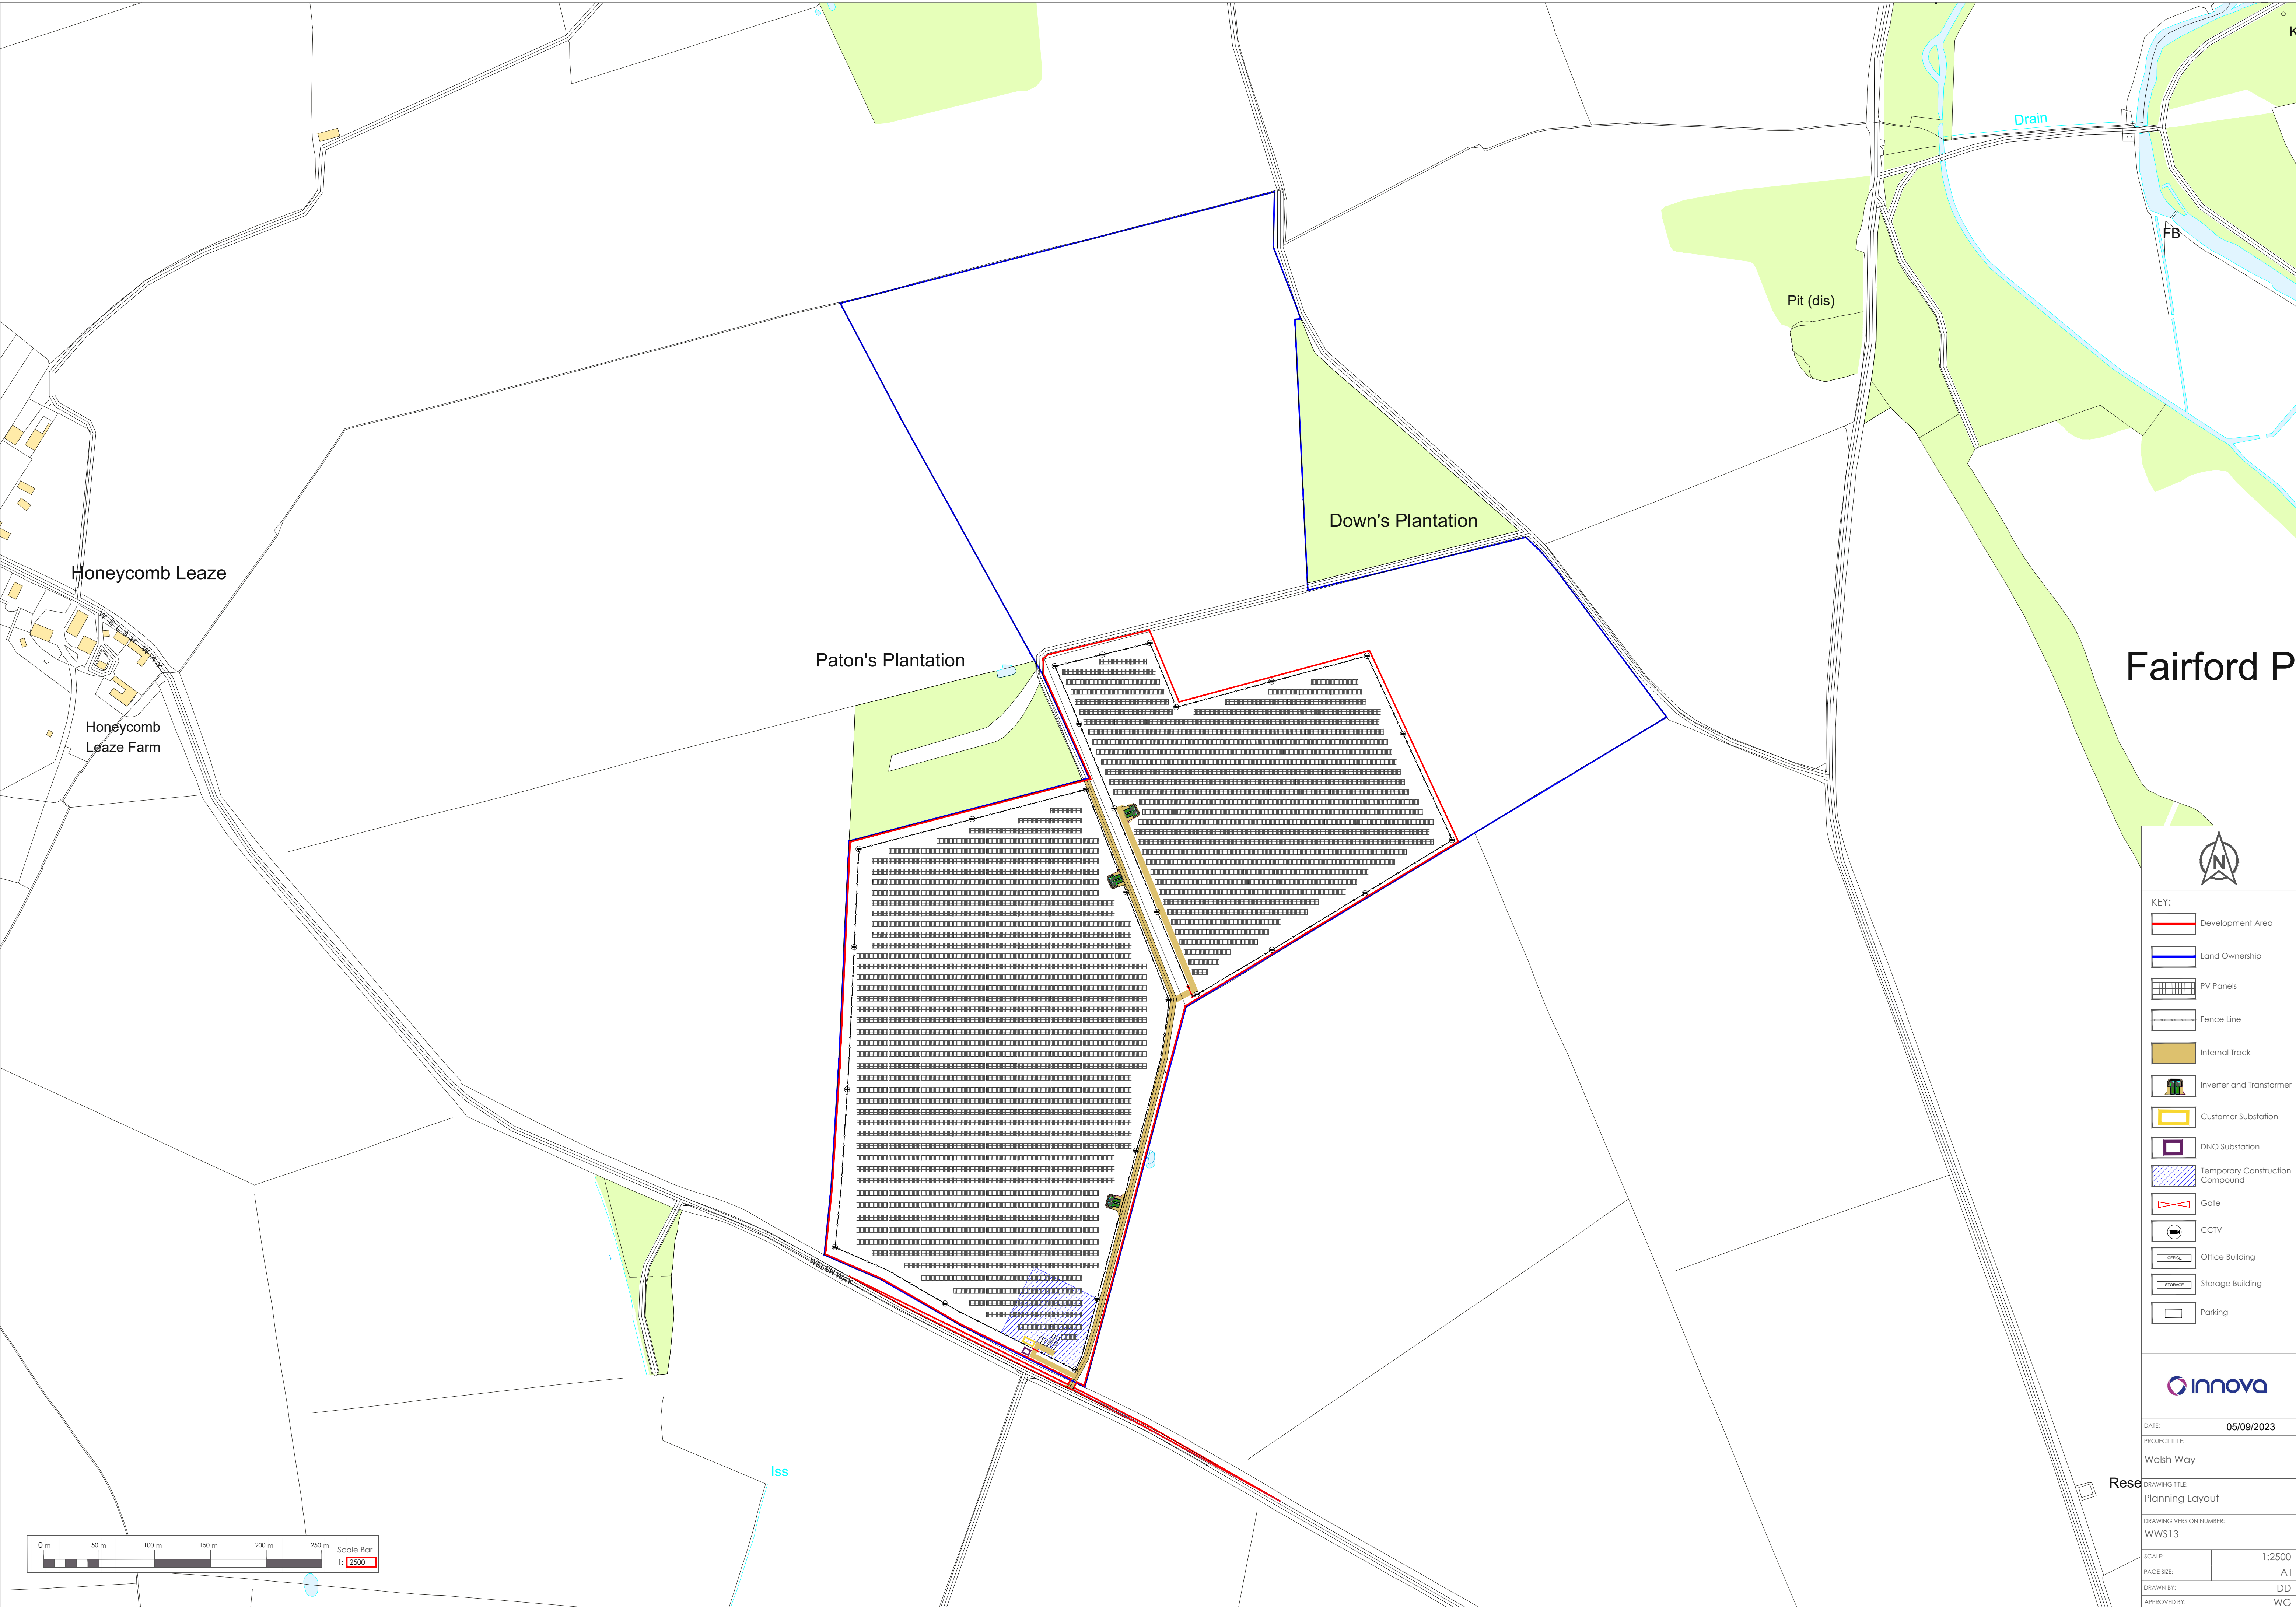 Drain
FB
Pit (dis)
Down's Plantation
Honeycomb Leaze
WELSH WAY
Paton's Plantation
Fairford P
Honeycomb
Leaze Farm
WELSH WAY
Iss
Rese
N
KEY:
Development Area
Land Ownership
PV Panels
Fence Line
Internal Track
Inverter and Transformer
Customer Substation
DNO Substation
Temporary Construction
Compound
Gate
CCTV
OFFICE Office Building
STORAGE Storage Building
Parking
innova
DATE: 05/09/2023
PROJECT TITLE:
Welsh Way
DRAWING TITLE:
Planning Layout
DRAWING VERSION NUMBER:
WWS13
SCALE: 1:2500
PAGE SIZE: A1
DRAWN BY: DD
APPROVED BY: WG
0 m 50 m 100 m 150 m 200 m 250 m
Scale Bar
1: 2500